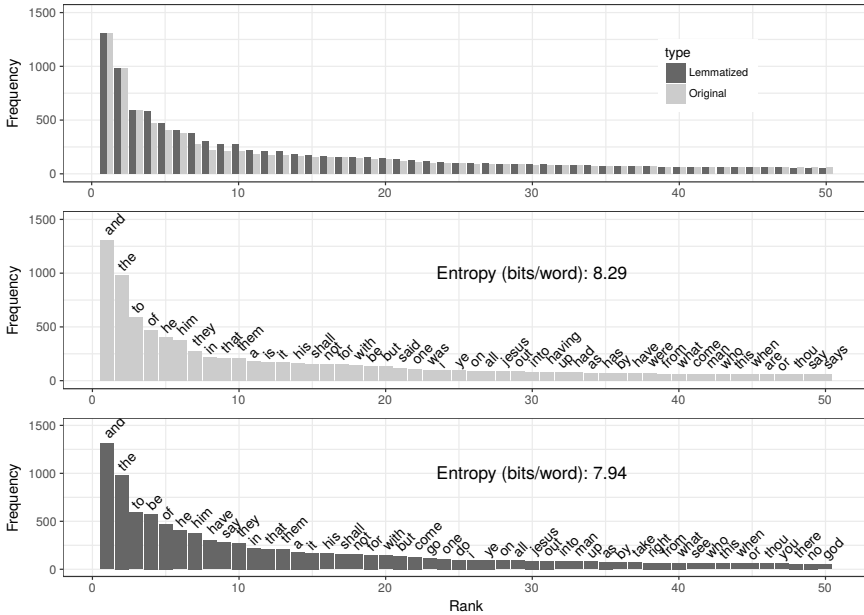 1500
1000
500
0
Frequency
type
Lemmatized
Original
0 10 20 30 40 50
1500
1000
500
0
Frequency
Entropy (bits/word): 8.29
and the to of he him they in that them a is it his shall not for with be but said one was i ye on all jesus out into having up had as has by have were from what come man who this when are or thou say says
0 10 20 30 40 50
1500
1000
500
0
Frequency
Entropy (bits/word): 7.94
and the to be of he him have say they in that them a it his shall not for with but come go one do i ye on all jesus out into man up as by take right from what see who this when or thou you there no god
0 10 20 30 40 50
Rank